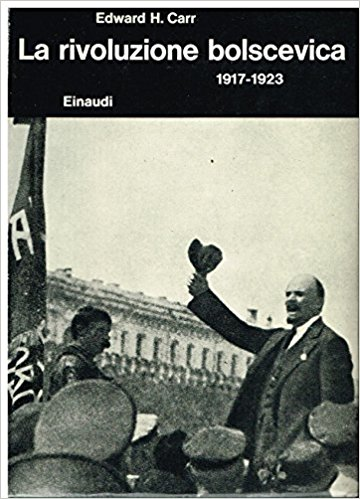 Edward H. Carr
La rivoluzione bolscevica
1917-1923
Einaudi